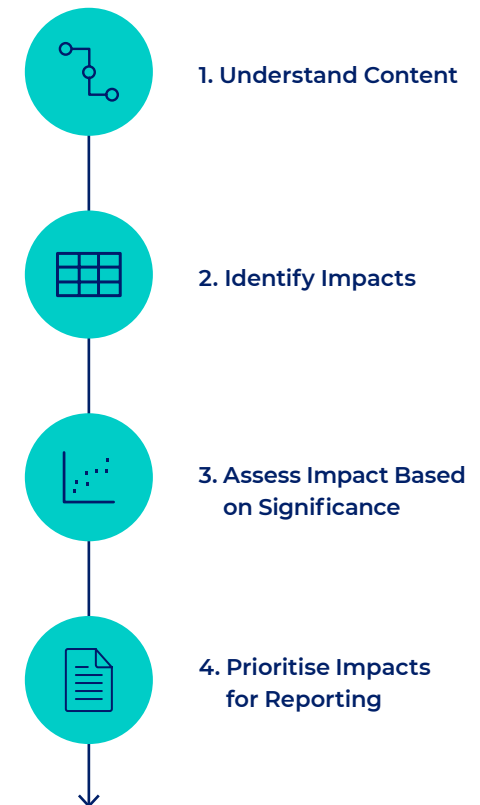 1. Understand Content
2. Identify Impacts
3. Assess Impact Based
on Significance
4. Prioritise Impacts
for Reporting